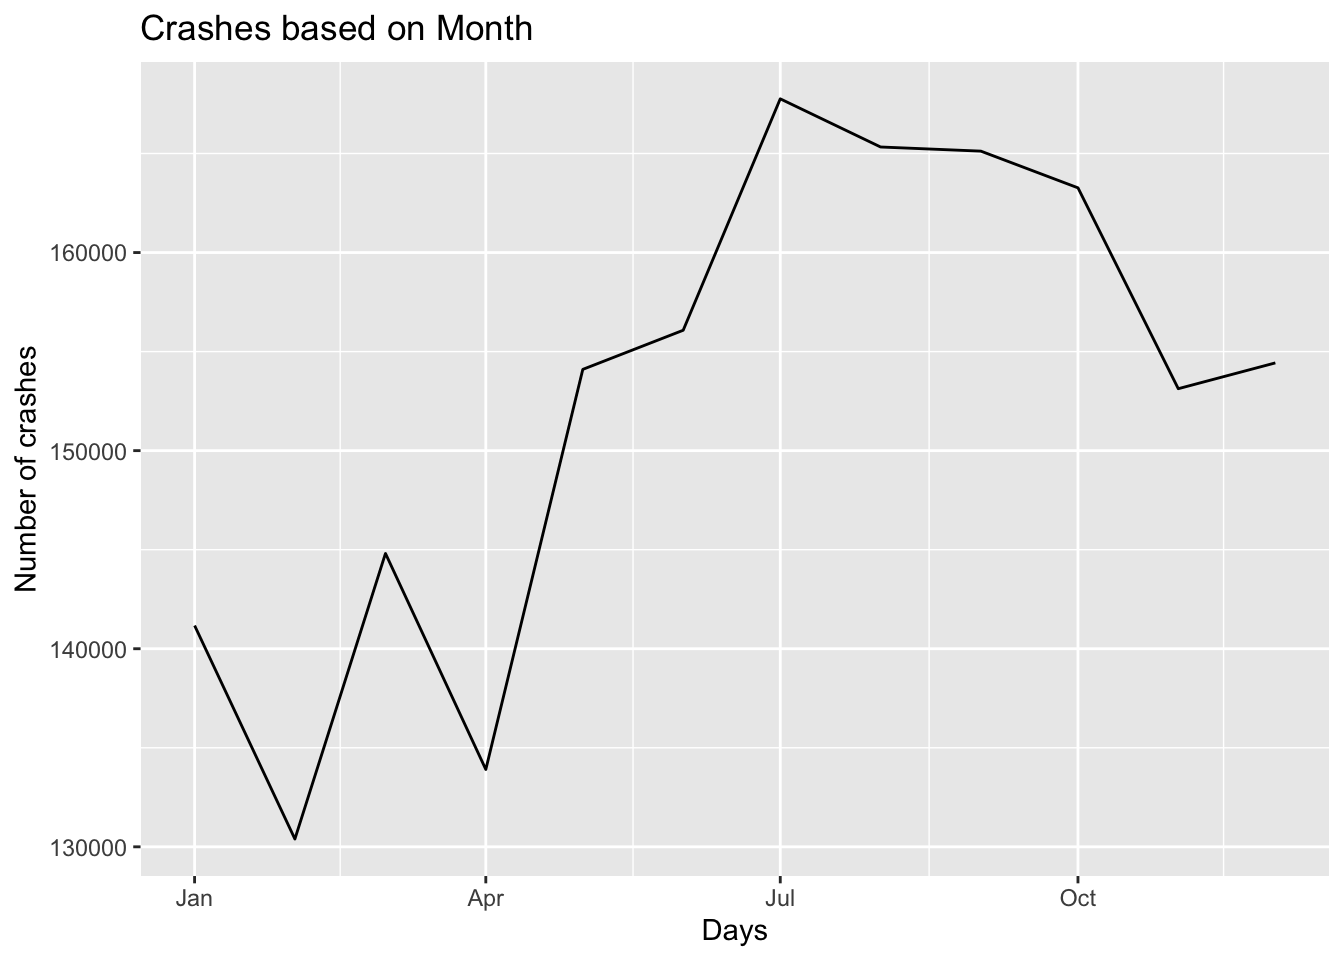 Crashes based on Month
Number of crashes
160000
150000
140000
130000
Jan Apr Jul Oct
Days